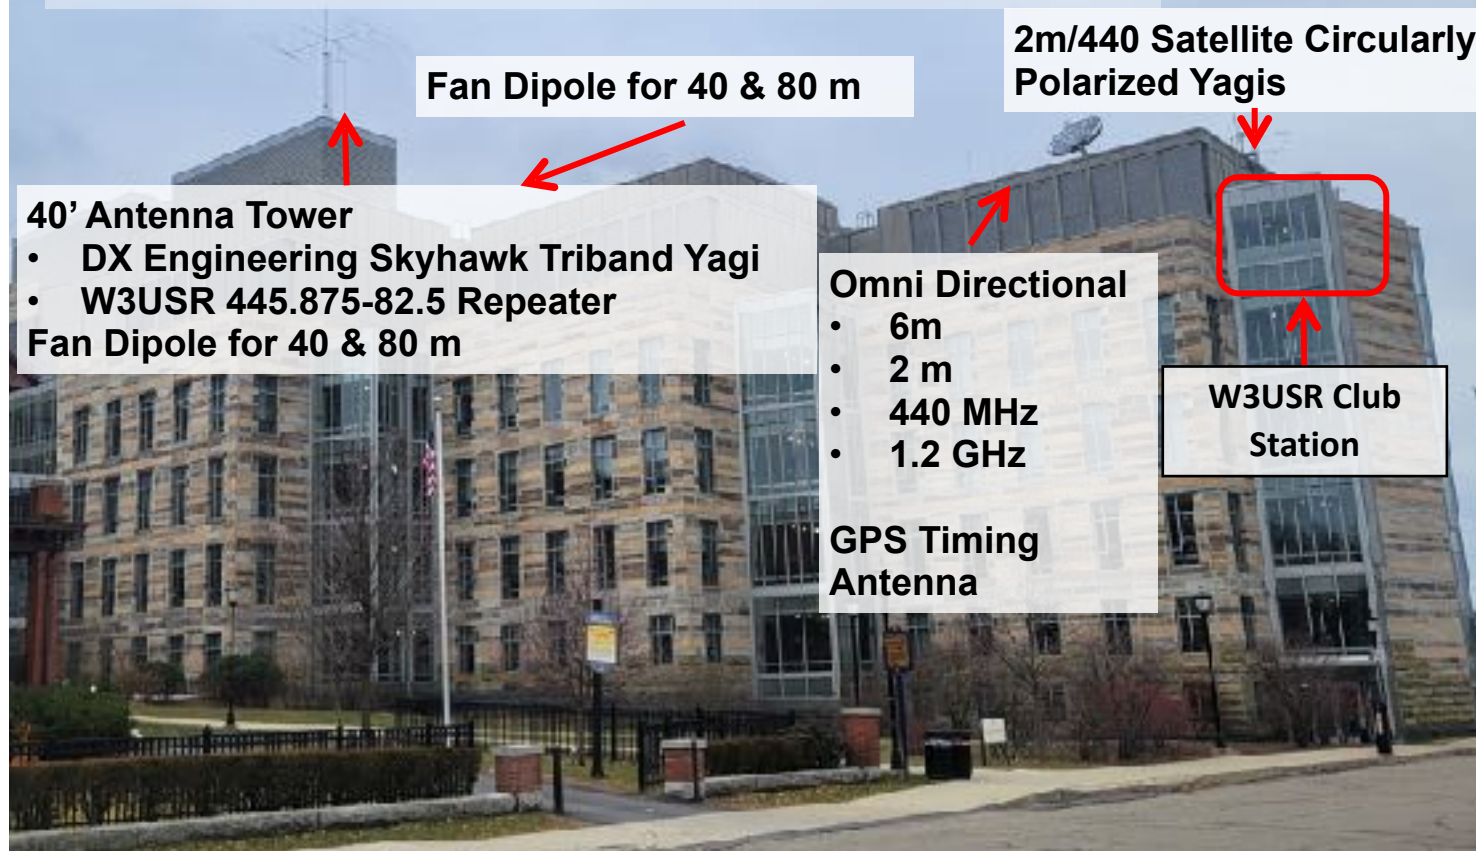 2m/440 Satellite Circularly
Polarized Yagis
Fan Dipole for 40 & 80 m
40’ Antenna Tower
• DX Engineering Skyhawk Triband Yagi
• W3USR 445.875-82.5 Repeater
Fan Dipole for 40 & 80 m
Omni Directional
• 6m
• 2 m
• 440 MHz
• 1.2 GHz
GPS Timing
Antenna
W3USR Club
Station